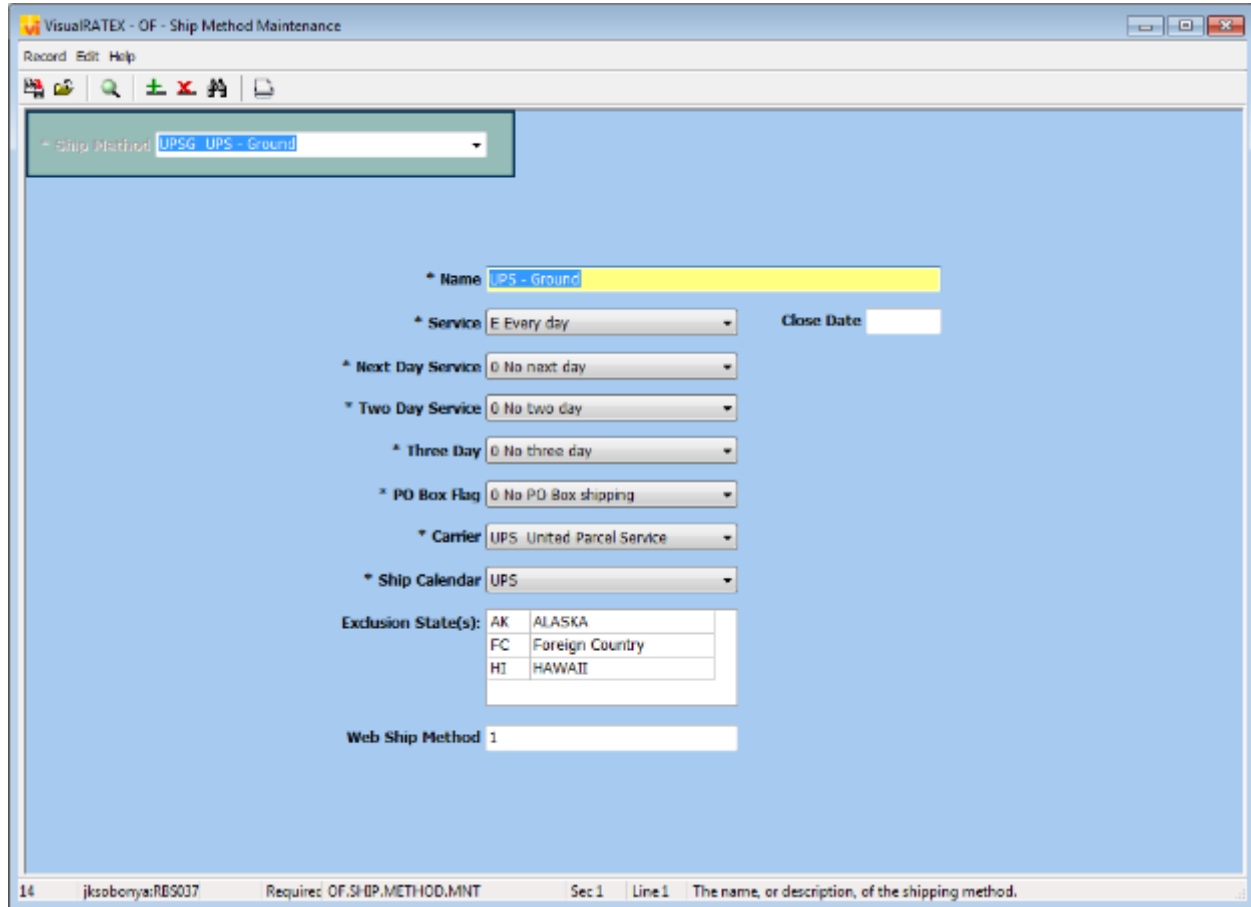 VisualRATEX - OF - Ship Method Maintenance
Record Edit Help
* Ship Method UPSG UPS - Ground
* Name UPS - Ground
* Service E Every day Close Date
* Next Day Service 0 No next day
* Two Day Service 0 No two day
* Three Day 0 No three day
* PO Box Flag 0 No PO Box shipping
* Carrier UPS United Parcel Service
* Ship Calendar UPS
Exclusion State(s): AK ALASKA
FC Foreign Country
HI HAWAII
Web Ship Method 1
14 jksobonya:RBS037 Required OF.SHIP.METHOD.MNT Sec 1 Line 1 The name, or description, of the shipping method.